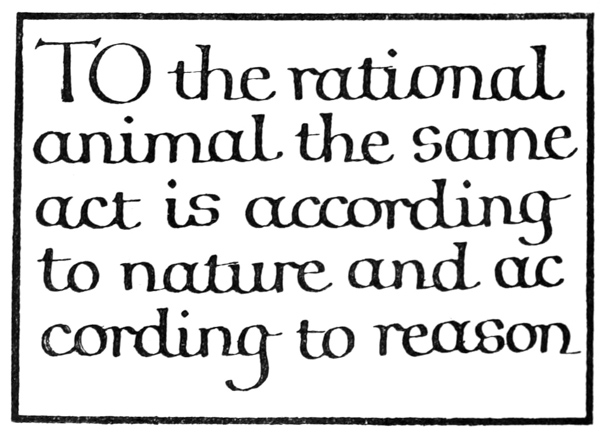 TO the rational
animal the same
act is according
to nature and ac
cording to reason